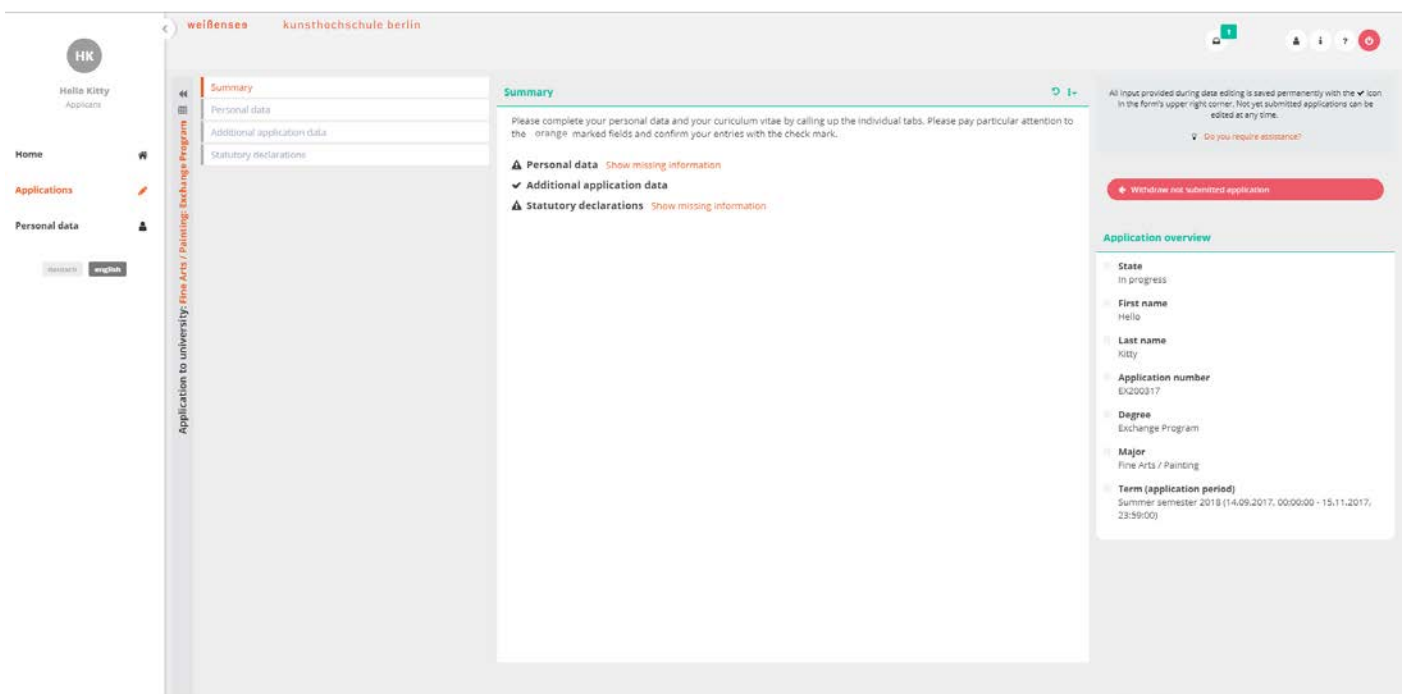 weißensee kunsthochschule berlin
HK
Hello Kitty
Applicant
Home
Applications
Personal data
deutsch english
Application to university: Fine Arts / Painting: Exchange Program
Summary
Personal data
Additional application data
Statutory declarations
Summary
Please complete your personal data and your curiculum vitae by calling up the individual tabs. Please pay particular attention to
the orange marked fields and confirm your entries with the check mark.
Personal data Show missing information
Additional application data
Statutory declarations Show missing information
1
i ?
All input provided during data editing is saved permanently with the ✔ icon
in the form's upper right corner. Not yet submitted applications can be
edited at any time.
Do you require assistance?
Withdraw not submitted application
Application overview
State
In progress
First name
Hello
Last name
Kitty
Application number
EX200317
Degree
Exchange Program
Major
Fine Arts / Painting
Term (application period)
Summer semester 2018 (14.09.2017, 00:00:00 - 15.11.2017,
23:59:00)